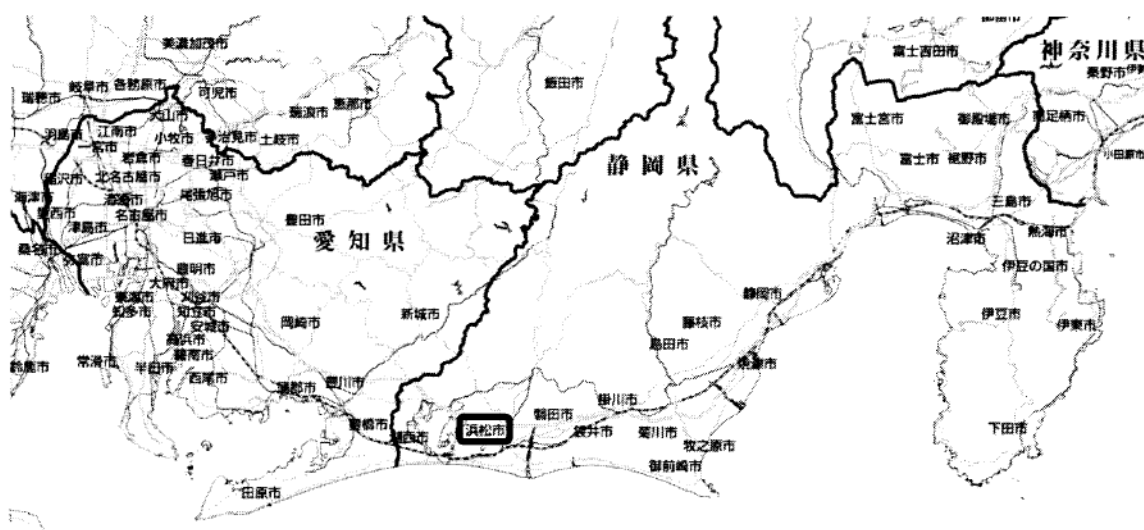 美濃加茂市
富士吉田市
神奈川県
岐阜市
各務原市
可児市
瑞穂市
恵那市
飯田市
秦野市
瑞浪市
犬山市
富士宮市
御殿場市
南足柄市
羽島市
江南市
一宮市
小牧市
多治見市
土岐市
小田原市
岩倉市
春日井市
富士市
裾野市
静岡県
稲沢市
北名古屋市
瀬戸市
海津市
清須市
尾張旭市
三島市
愛西市
津島市
名古屋市
豊田市
愛知県
日進市
沼津市
熱海市
桑名市
弥富市
豊明市
伊豆の国市
大府市
東海市
刈谷市
静岡市
知多市
知立市
安城市
岡崎市
新城市
藤枝市
伊豆市
伊東市
高浜市
碧南市
島田市
鈴鹿市
常滑市
半田市
西尾市
焼津市
蒲郡市
豊川市
掛川市
磐田市
豊橋市
湖西市
浜松市
袋井市
菊川市
牧之原市
下田市
御前崎市
田原市